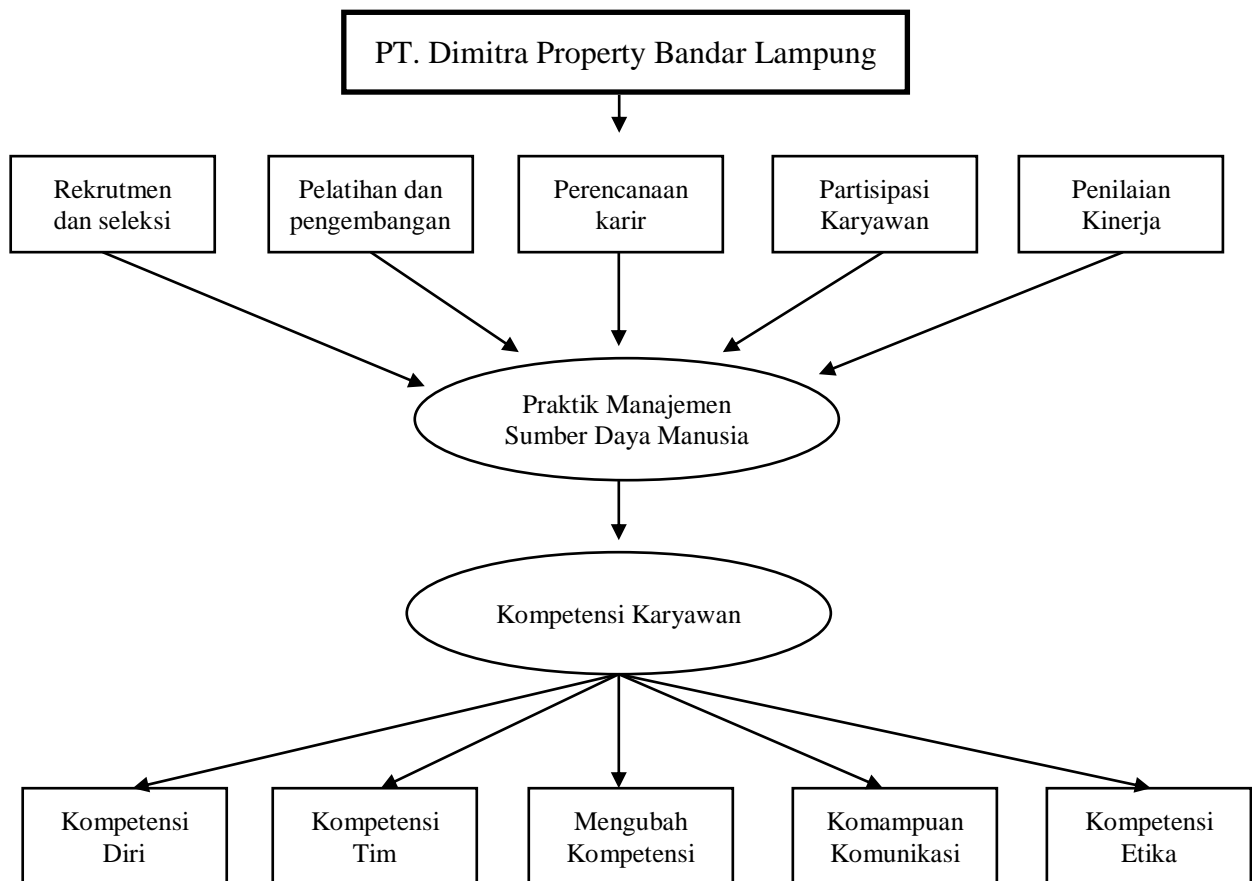 PT. Dimitra Property Bandar Lampung
Rekrutmen
dan seleksi
Pelatihan dan
pengembangan
Perencanaan
karir
Partisipasi
Karyawan
Penilaian
Kinerja
Praktik Manajemen
Sumber Daya Manusia
Kompetensi Karyawan
Kompetensi
Diri
Kompetensi
Tim
Mengubah
Kompetensi
Komampuan
Komunikasi
Kompetensi
Etika